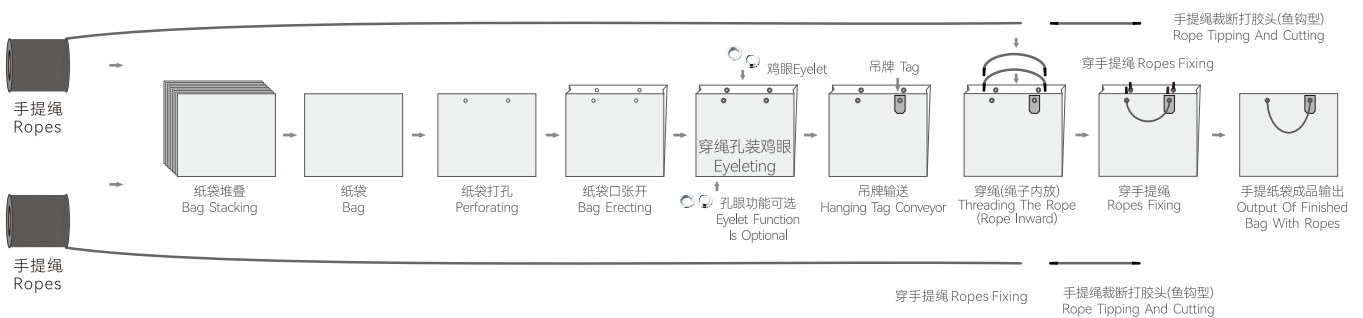 手提绳裁断打胶头(鱼钩型)
Rope Tipping And Cutting
手提绳
Ropes
鸡眼Eyelet
吊牌 Tag
穿手提绳 Ropes Fixing
穿绳孔装鸡眼
Eyeleting
纸袋堆叠
Bag Stacking
纸袋
Bag
纸袋打孔
Perforating
纸袋口张开
Bag Erecting
孔眼功能可选
Eyelet Function
Is Optional
吊牌输送
Hanging Tag Conveyor
穿绳(绳子内放)
Threading The Rope
(Rope Inward)
穿手提绳
Ropes Fixing
手提纸袋成品输出
Output Of Finished
Bag With Ropes
手提绳
Ropes
穿手提绳 Ropes Fixing
手提绳裁断打胶头(鱼钩型)
Rope Tipping And Cutting